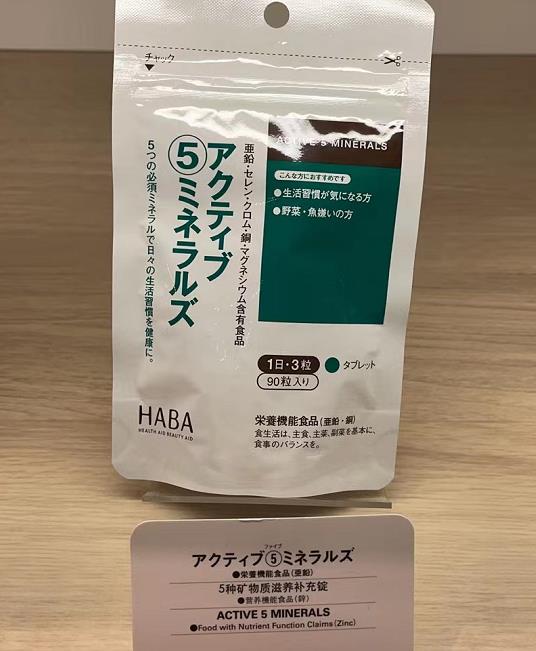 チャック
アクティブ
⑤ミネラルズ
5つの必須ミネラルで日々の生活習慣を健康に。
亜鉛・セレン・クロム・銅・マグネシウム含有食品
ACTIVE 5 MINERALS
こんな方におすすめです
●生活習慣が気になる方
●野菜・魚嫌いの方
1日・3粒
タブレット
90粒入り
HABA
HEALTH AID BEAUTY AID
栄養機能食品(亜鉛・銅)
食生活は、主食、主菜、副菜を基本に、
食事のバランスを。
ファイブ
アクティブ⑤ミネラルズ
●栄養機能食品(亜鉛)
5种矿物质滋养补充锭
●营养机能食品(锌)
ACTIVE 5 MINERALS
●Food with Nutrient Function Claims (Zinc)